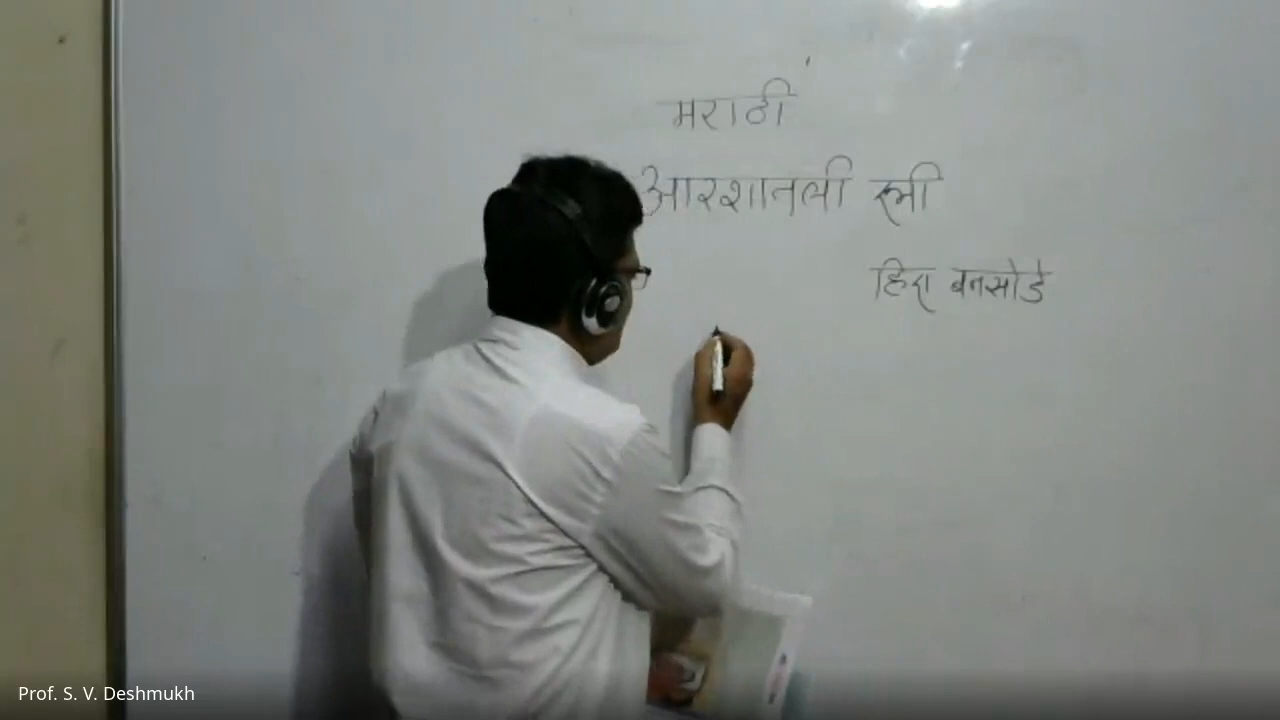 मराठी
आरशातली स्त्री
हिरा बनसोडे
Prof. S. V. Deshmukh